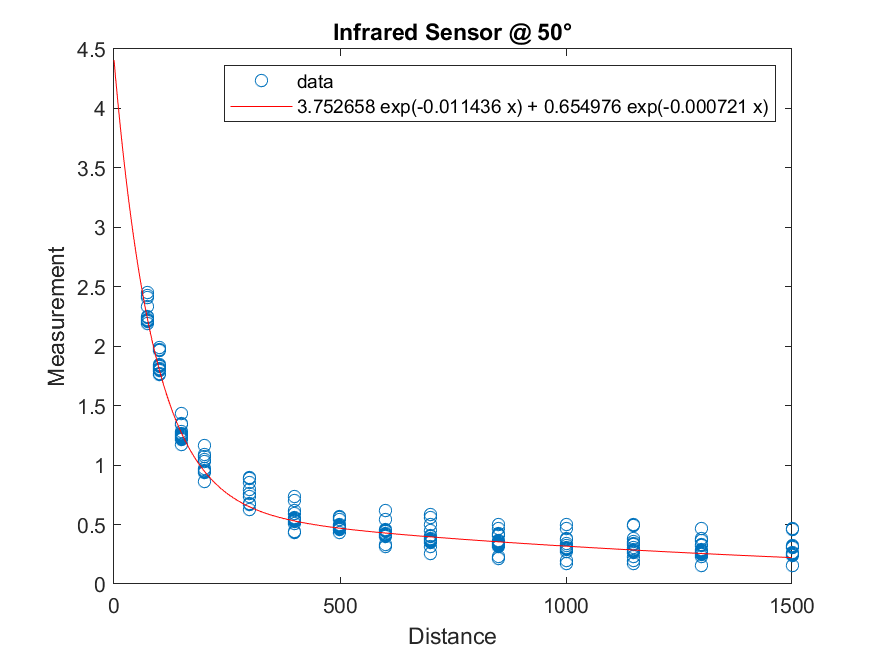 Infrared Sensor @ 50°
data
3.752658 exp(-0.011436 x) + 0.654976 exp(-0.000721 x)
4.5
4
3.5
3
2.5
2
1.5
1
0.5
0
Measurement
0 500 1000 1500
Distance